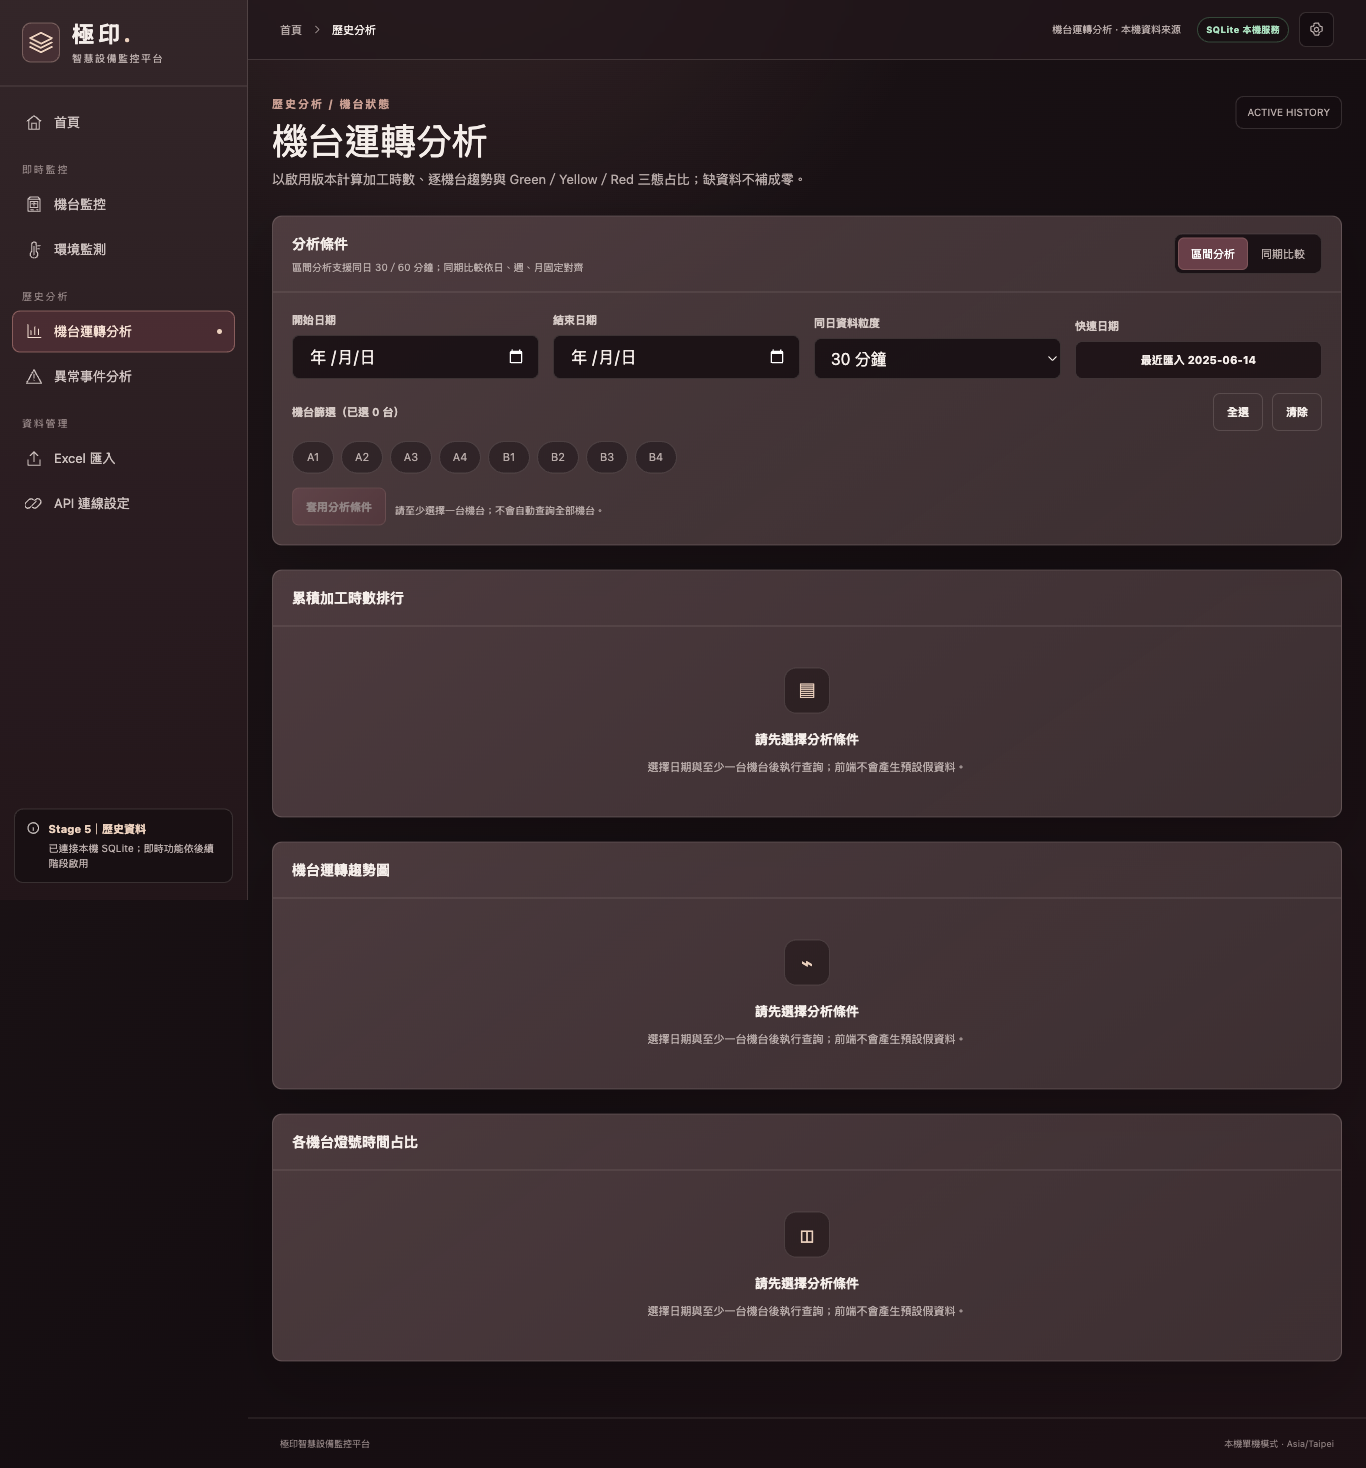 極印.
智慧設備監控平台
首頁
即時監控
機台監控
環境監測
歷史分析
機台運轉分析
異常事件分析
資料管理
Excel 匯入
API 連線設定
Stage 5｜歷史資料
已連接本機 SQLite；即時功能依後續
階段啟用
首頁 > 歷史分析
機台運轉分析 · 本機資料來源
SQLite 本機服務
歷史分析 / 機台狀態
機台運轉分析
以啟用版本計算加工時數、逐機台趨勢與 Green / Yellow / Red 三態占比；缺資料不補成零。
ACTIVE HISTORY
分析條件
區間分析支援同日 30 / 60 分鐘；同期比較依日、週、月固定對齊
區間分析
同期比較
開始日期
年 /月/日
結束日期
年 /月/日
同日資料粒度
30 分鐘
快速日期
最近匯入 2025-06-14
機台篩選（已選 0 台）
全選
清除
A1
A2
A3
A4
B1
B2
B3
B4
套用分析條件
請至少選擇一台機台；不會自動查詢全部機台。
累積加工時數排行
請先選擇分析條件
選擇日期與至少一台機台後執行查詢；前端不會產生預設假資料。
機台運轉趨勢圖
請先選擇分析條件
選擇日期與至少一台機台後執行查詢；前端不會產生預設假資料。
各機台燈號時間占比
請先選擇分析條件
選擇日期與至少一台機台後執行查詢；前端不會產生預設假資料。
極印智慧設備監控平台
本機單機模式 · Asia/Taipei